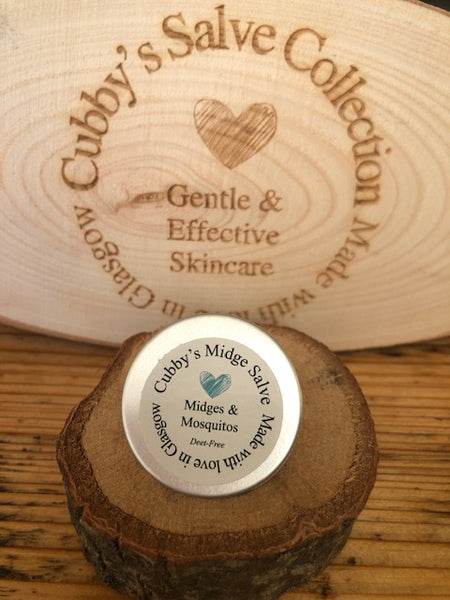 Cubby's Salve Collection Made with love in Glasgow
Gentle &
Effective
Skincare
Cubby's Midge Salve Made with love in Glasgow
Midges &
Mosquitos
Deet-Free